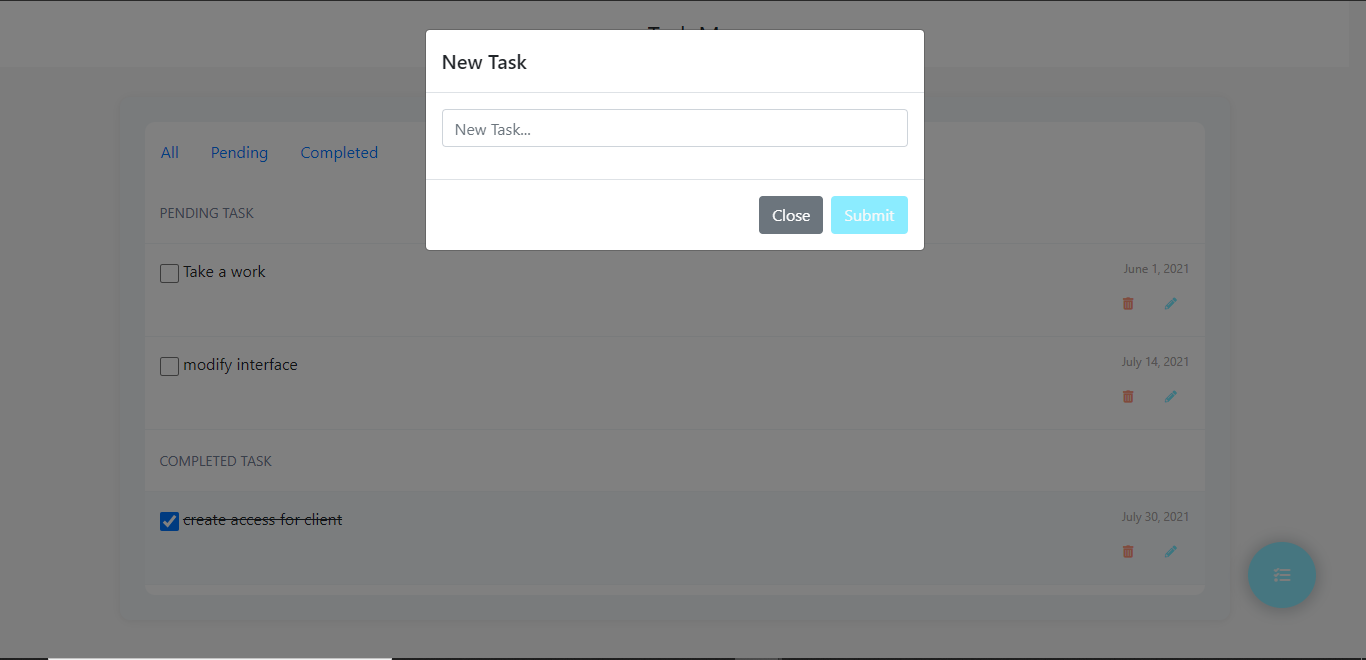 New Task
New Task...
Close Submit
All Pending Completed
PENDING TASK
Take a work
June 1, 2021
modify interface
July 14, 2021
COMPLETED TASK
create access for client
July 30, 2021